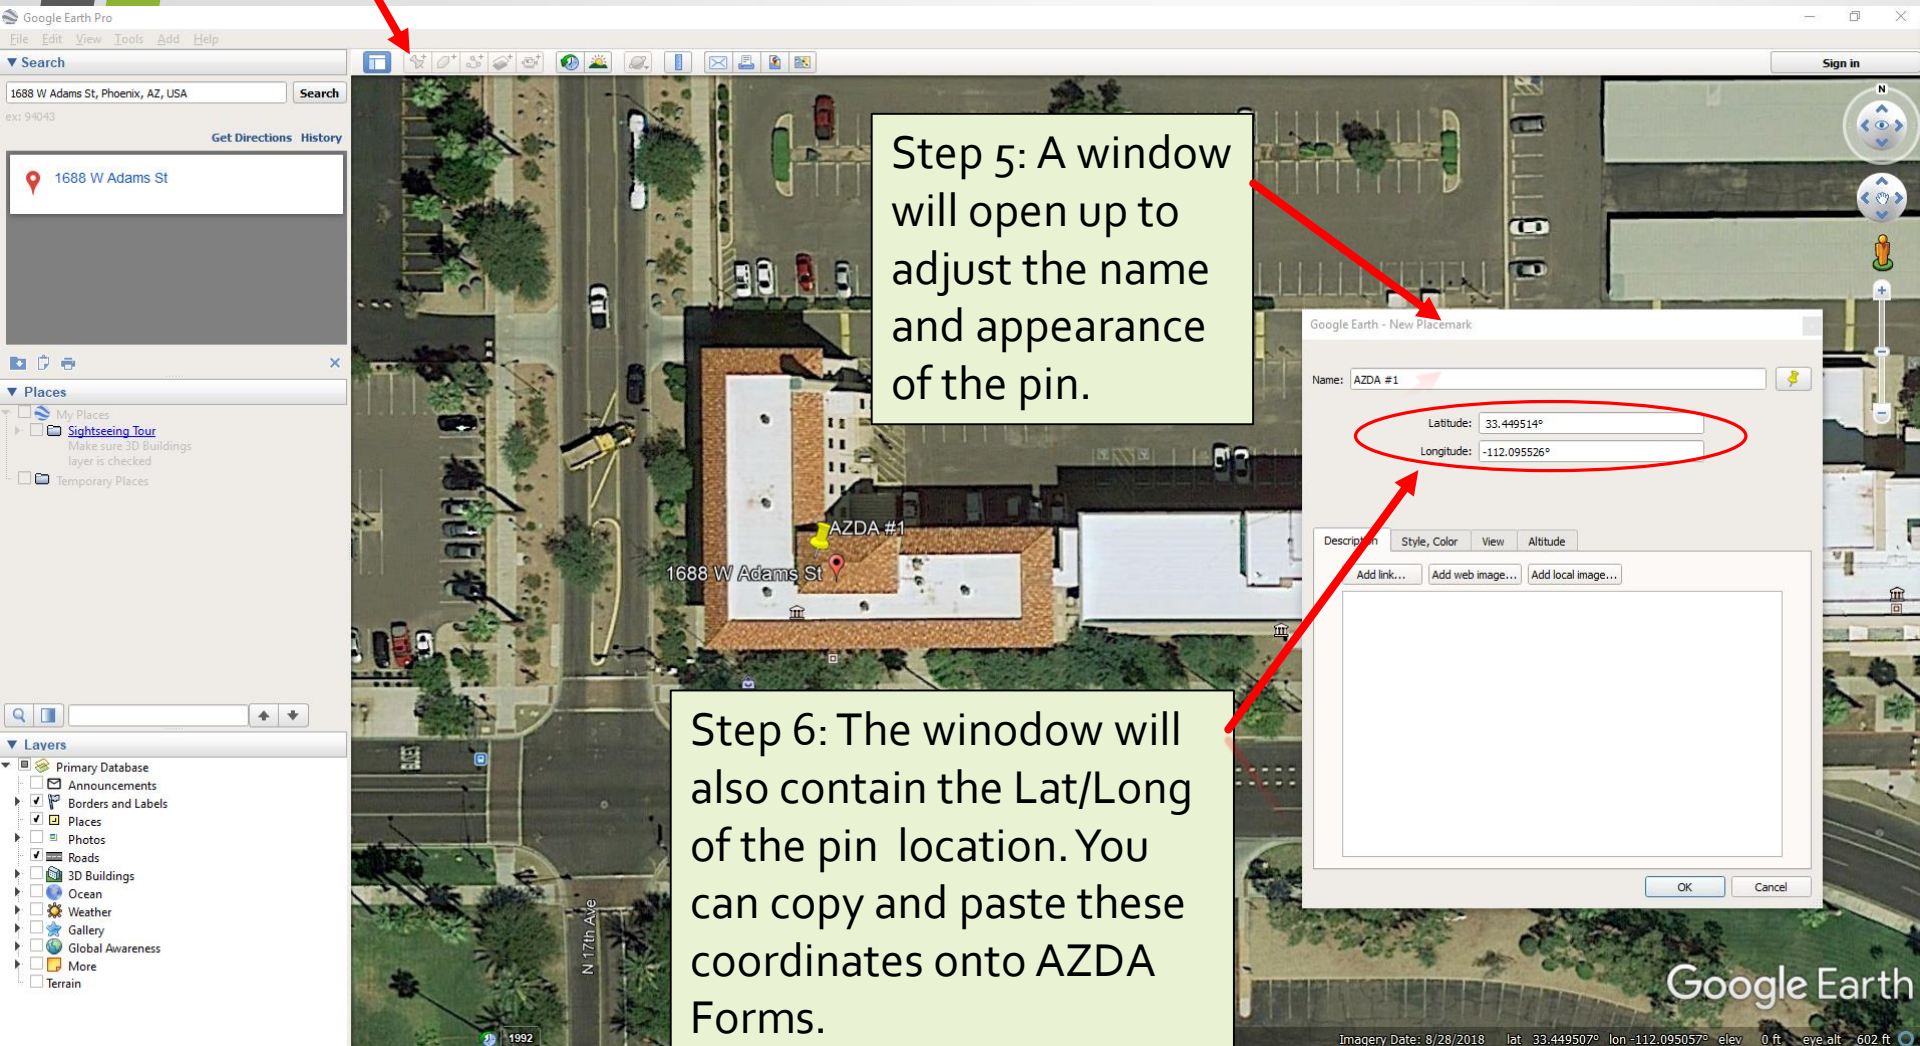 Google Earth Pro
File Edit View Tools Add Help
▼ Search
1688 W Adams St, Phoenix, AZ, USA
Search
ex: 94043
Get Directions History
1688 W Adams St
▼ Places
My Places
Sightseeing Tour
Make sure 3D Buildings
layer is checked
Temporary Places
▼ Layers
Primary Database
Announcements
Borders and Labels
Places
Photos
Roads
3D Buildings
Ocean
Weather
Gallery
Global Awareness
More
Terrain
Sign in
N
Step 5: A window
will open up to
adjust the name
and appearance
of the pin.
AZDA #1
1688 W Adams St
Step 6: The winodow will
also contain the Lat/Long
of the pin location. You
can copy and paste these
coordinates onto AZDA
Forms.
N 17th Ave
1992
Google Earth - New Placemark
Name: AZDA #1
Latitude: 33.449514°
Longitude: -112.095526°
Description Style, Color View Altitude
Add link... Add web image... Add local image...
OK Cancel
Google Earth
Imagery Date: 8/28/2018 lat 33.449507° lon -112.095057° elev 0 ft eye alt 602 ft